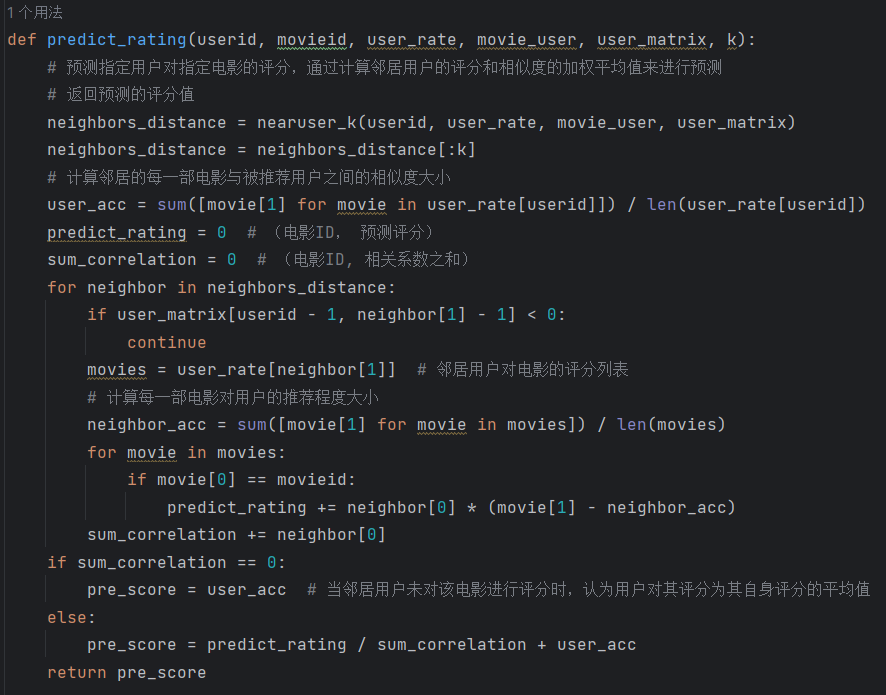 1 个用法
def predict_rating(userid, movieid, user_rate, movie_user, user_matrix, k):
    # 预测指定用户对指定电影的评分，通过计算邻居用户的评分和相似度的加权平均值来进行预测
    # 返回预测的评分值
    neighbors_distance = nearuser_k(userid, user_rate, movie_user, user_matrix)
    neighbors_distance = neighbors_distance[:k]
    # 计算邻居的每一部电影与被推荐用户之间的相似度大小
    user_acc = sum([movie[1] for movie in user_rate[userid]]) / len(user_rate[userid])
    predict_rating = 0  # （电影ID， 预测评分）
    sum_correlation = 0  # （电影ID, 相关系数之和）
    for neighbor in neighbors_distance:
        if user_matrix[userid - 1, neighbor[1] - 1] < 0:
            continue
        movies = user_rate[neighbor[1]]  # 邻居用户对电影的评分列表
        # 计算每一部电影对用户的推荐程度大小
        neighbor_acc = sum([movie[1] for movie in movies]) / len(movies)
        for movie in movies:
            if movie[0] == movieid:
                predict_rating += neighbor[0] * (movie[1] - neighbor_acc)
        sum_correlation += neighbor[0]
    if sum_correlation == 0:
        pre_score = user_acc  # 当邻居用户未对该电影进行评分时，认为用户对其评分为其自身评分的平均值
    else:
        pre_score = predict_rating / sum_correlation + user_acc
    return pre_score